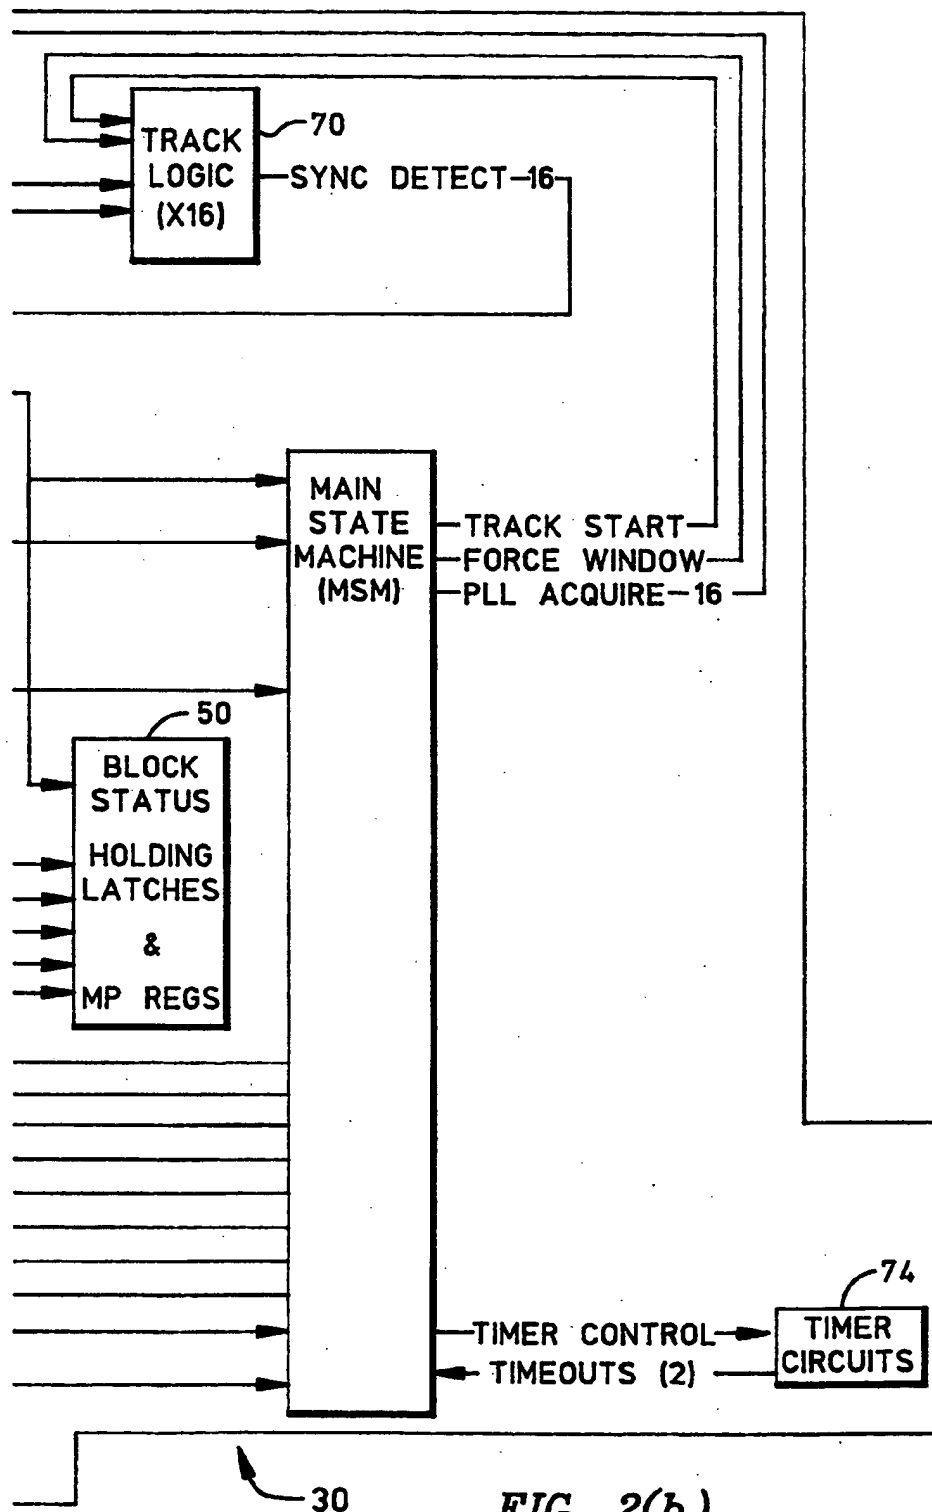 70
TRACK
LOGIC
(X16)
SYNC DETECT 16
MAIN
STATE
MACHINE
(MSM)
TRACK START
FORCE WINDOW
PLL ACQUIRE 16
50
BLOCK
STATUS
HOLDING
LATCHES
&
MP REGS
74
TIMER CONTROL
TIMEOUTS (2)
TIMER
CIRCUITS
30
FIG. 2(b)